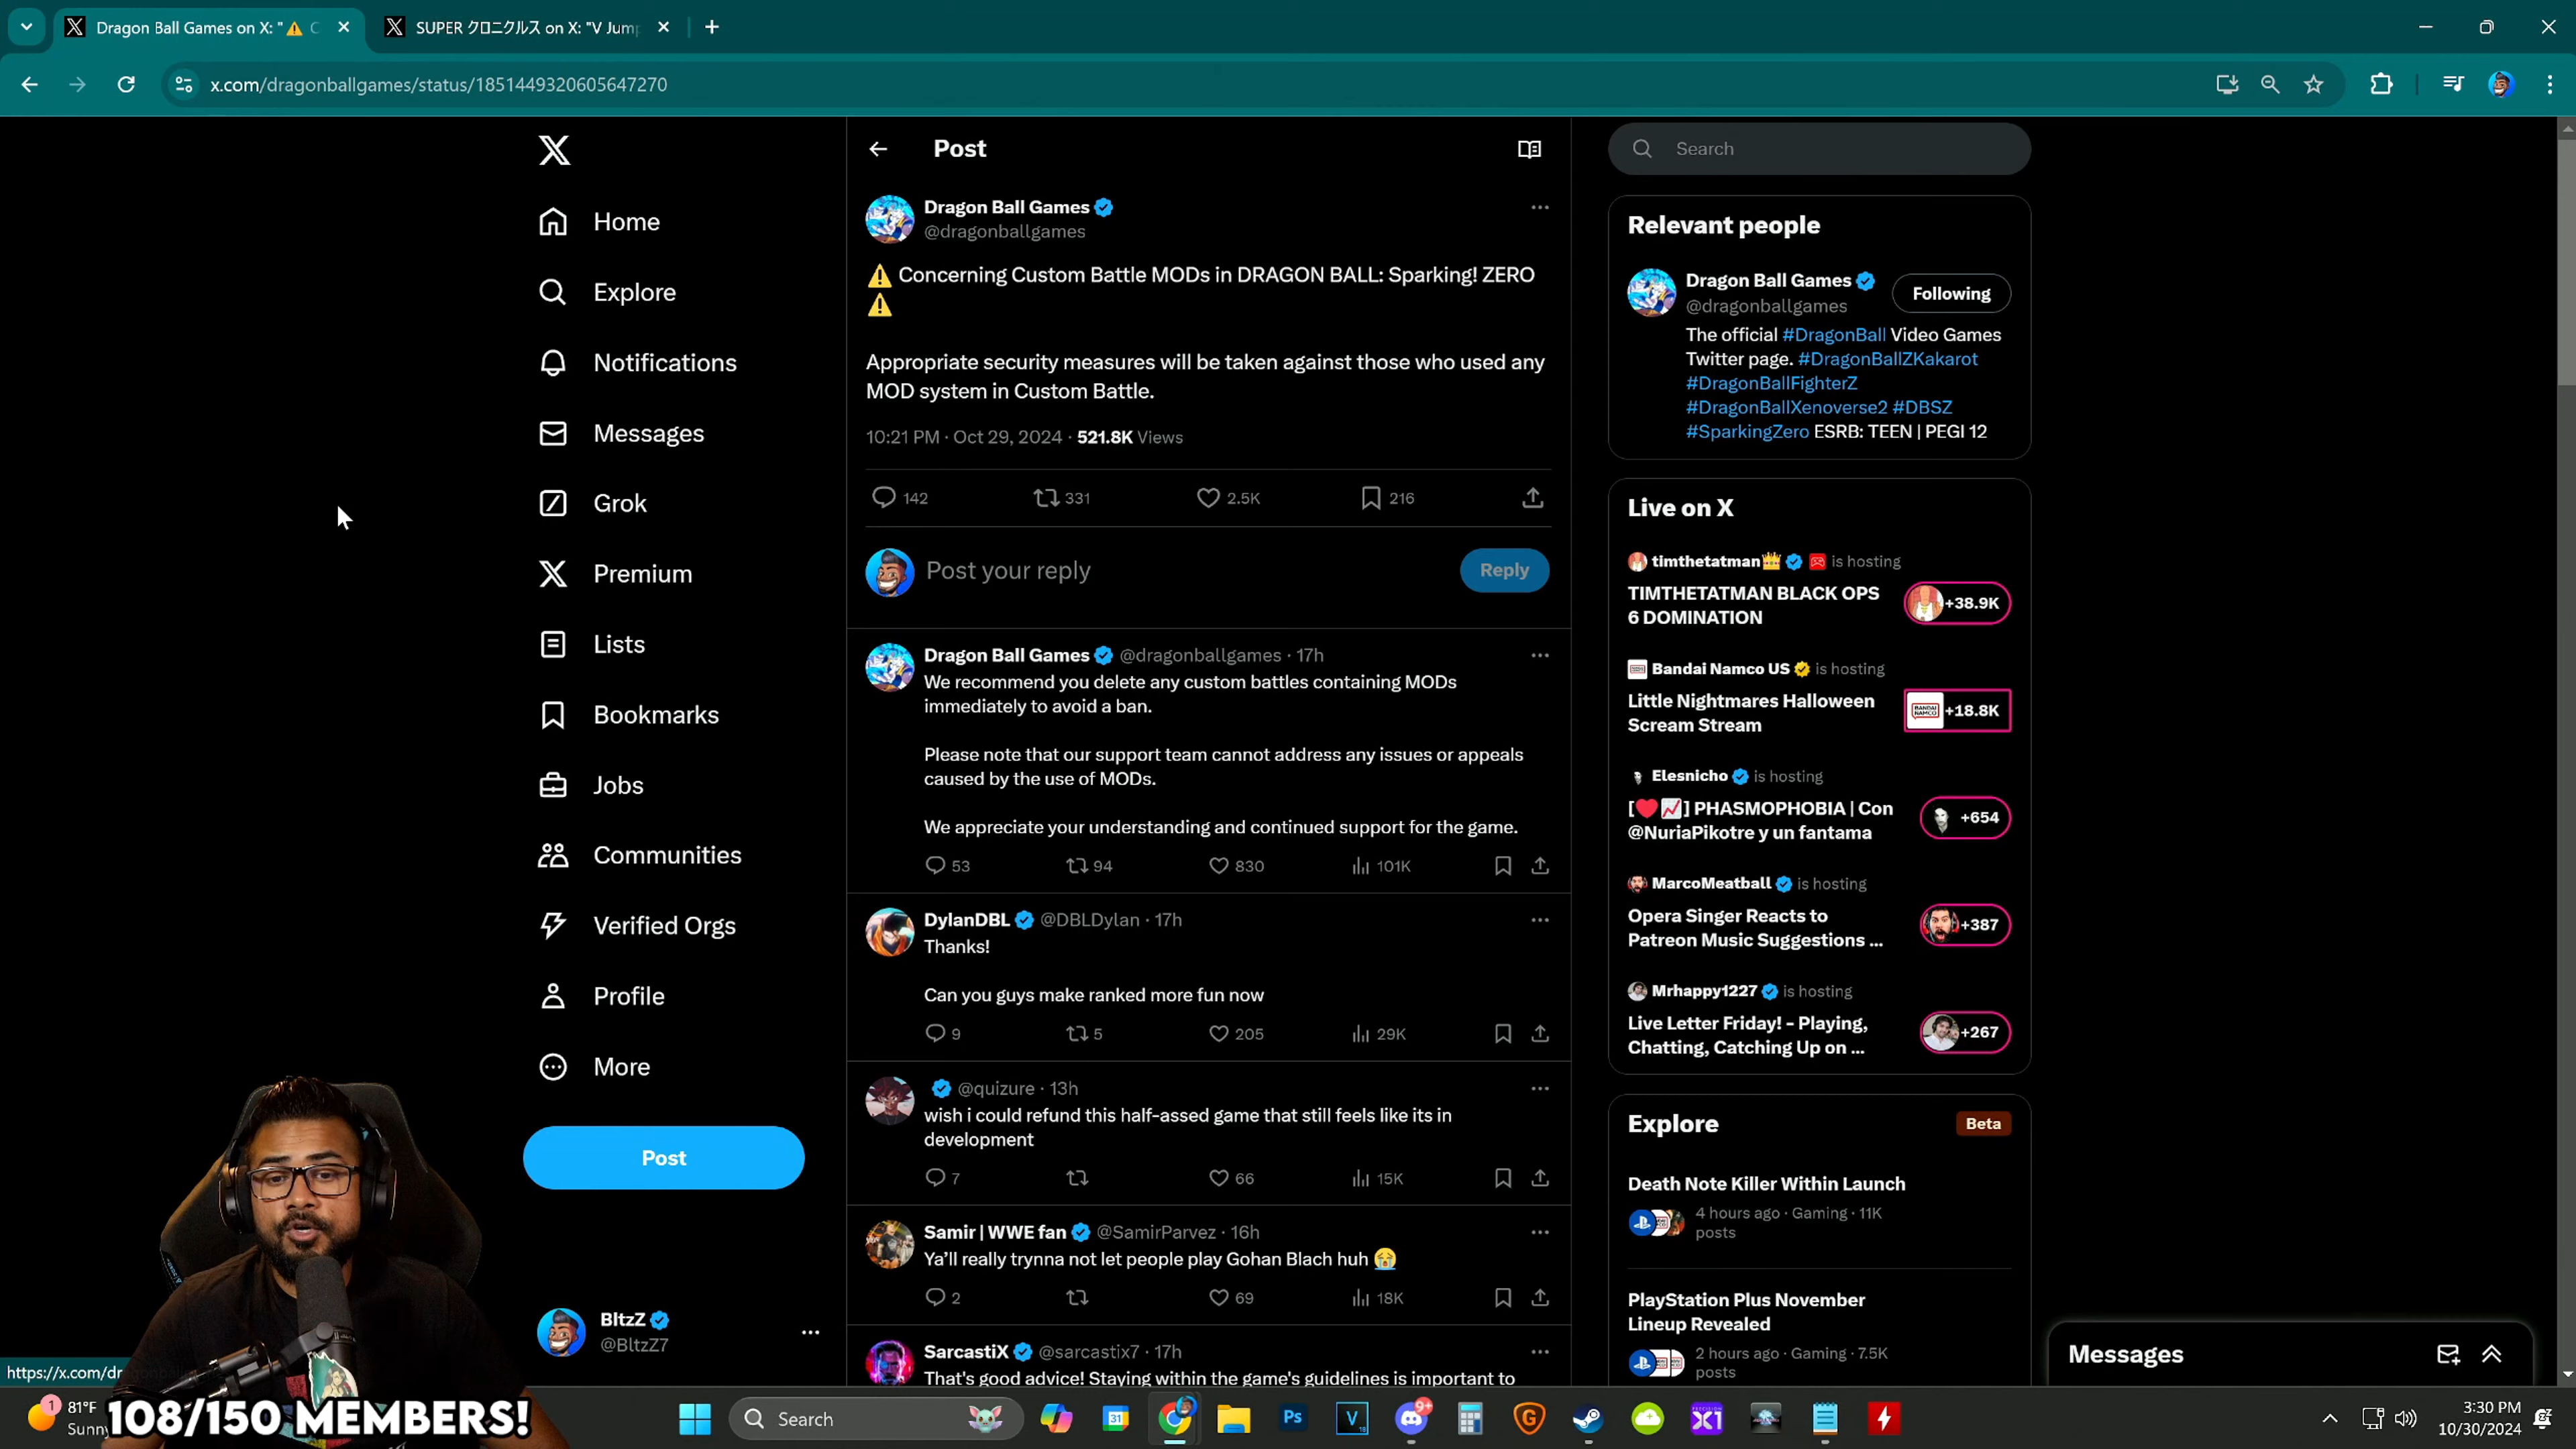 Dragon Ball Games on X: "⚠️ C
SUPER クロニクルス on X: "V Jump
x.com/dragonballgames/status/1851449320605647270
Home
Explore
Notifications
Messages
Grok
Premium
Lists
Bookmarks
Jobs
Communities
Verified Orgs
Profile
More
Post
BltzZ
@BltzZ7
Post
Dragon Ball Games
@dragonballgames
⚠️ Concerning Custom Battle MODs in DRAGON BALL: Sparking! ZERO
⚠️
Appropriate security measures will be taken against those who used any
MOD system in Custom Battle.
10:21 PM · Oct 29, 2024 · 521.8K Views
142 331 2.5K 216
Post your reply
Reply
Dragon Ball Games @dragonballgames · 17h
We recommend you delete any custom battles containing MODs
immediately to avoid a ban.
Please note that our support team cannot address any issues or appeals
caused by the use of MODs.
We appreciate your understanding and continued support for the game.
53 94 830 101K
DylanDBL @DBLDylan · 17h
Thanks!
Can you guys make ranked more fun now
9 5 205 29K
@quizure · 13h
wish i could refund this half-assed game that still feels like its in
development
7 66 15K
Samir | WWE fan @SamirParvez · 16h
Ya'll really trynna not let people play Gohan Blach huh 😭
2 69 18K
SarcastiX @sarcastix7 · 17h
That's good advice! Staying within the game's guidelines is important to
Search
Relevant people
Dragon Ball Games
@dragonballgames
Following
The official #DragonBall Video Games
Twitter page. #DragonBallZKakarot
#DragonBallFighterZ
#DragonBallXenoverse2 #DBSZ
#SparkingZero ESRB: TEEN | PEGI 12
Live on X
timthetatman👑 is hosting
TIMTHETATMAN BLACK OPS
6 DOMINATION
+38.9K
Bandai Namco US is hosting
Little Nightmares Halloween
Scream Stream
+18.8K
Elesnicho is hosting
[❤️📈] PHASMOPHOBIA | Con
@NuriaPikotre y un fantama
+654
MarcoMeatball is hosting
Opera Singer Reacts to
Patreon Music Suggestions ...
+387
Mrhappy1227 is hosting
Live Letter Friday! - Playing,
Chatting, Catching Up on ...
+267
Explore
Beta
Death Note Killer Within Launch
4 hours ago · Gaming · 11K
posts
PlayStation Plus November
Lineup Revealed
2 hours ago · Gaming · 7.5K
posts
Messages
108/150 MEMBERS!
1
81°F
Sunny
Search
31
Ps
V
18
9+
X1
3:30 PM
10/30/2024